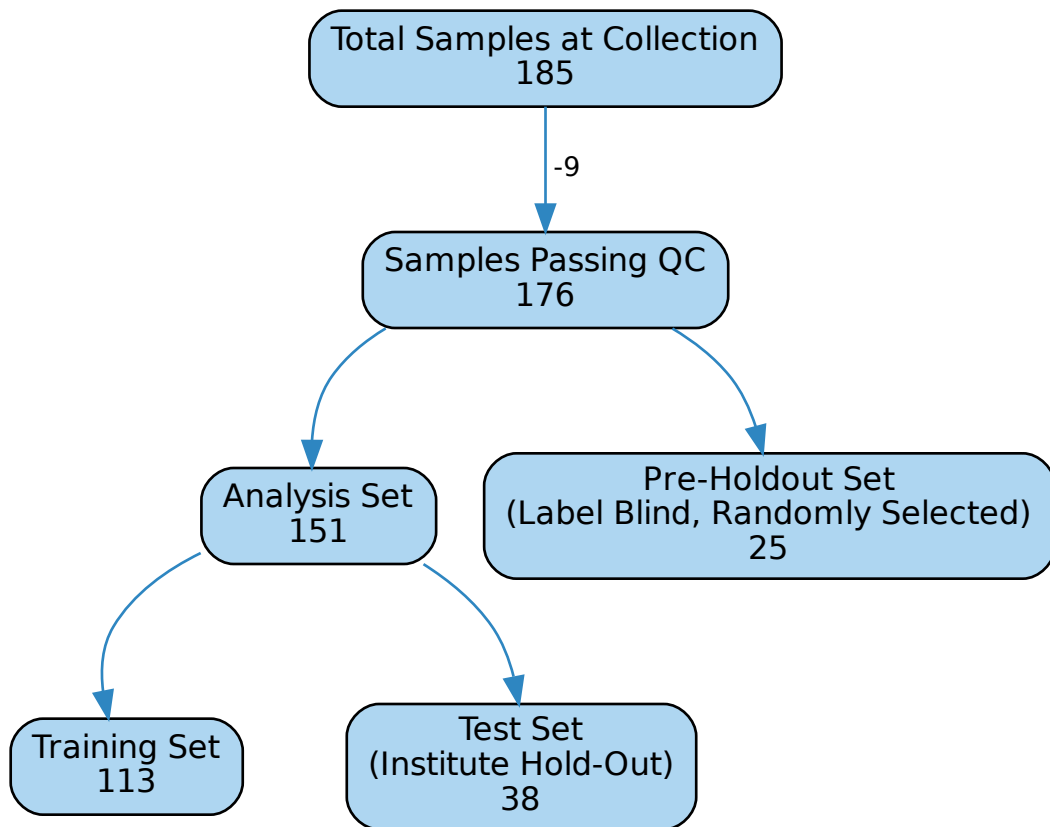 Total Samples at Collection
185
-9
Samples Passing QC
176
Analysis Set
151
Pre-Holdout Set
(Label Blind, Randomly Selected)
25
Training Set
113
Test Set
(Institute Hold-Out)
38